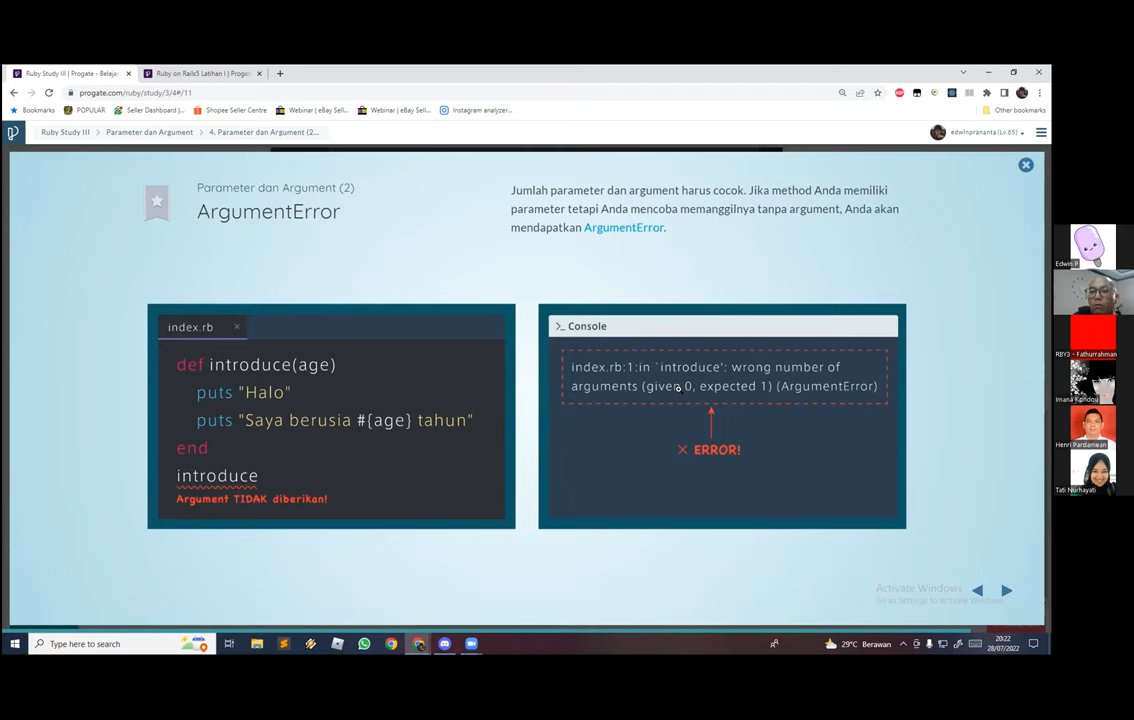 Ruby Study III | Progate - Belaja
Ruby on Rails5 Latihan I | Progat
progate.com/ruby/study/3/4#/11
Bookmarks
POPULAR
Seller Dashboard |...
Shopee Seller Centre
Webinar | eBay Sell...
Webinar | eBay Sell...
Instagram analyzer...
Other bookmarks
Ruby Study III
Parameter dan Argument
4. Parameter dan Argument (2...
edwinprananta (Lv.85)
Parameter dan Argument (2)
ArgumentError
Jumlah parameter dan argument harus cocok. Jika method Anda memiliki
parameter tetapi Anda mencoba memanggilnya tanpa argument, Anda akan
mendapatkan ArgumentError.
index.rb ×
def introduce(age)
puts "Halo"
puts "Saya berusia #{age} tahun"
end
introduce
Argument TIDAK diberikan!
>_ Console
index.rb:1:in `introduce': wrong number of
arguments (given 0, expected 1) (ArgumentError)
× ERROR!
Edwin P
RBY3 - Fathurrahman
Imana Kondou
Henri Pardamean
Tati Nurhayati
Activate Windows
Go to Settings to activate Windows.
Type here to search
29°C Berawan
20:22
28/07/2022